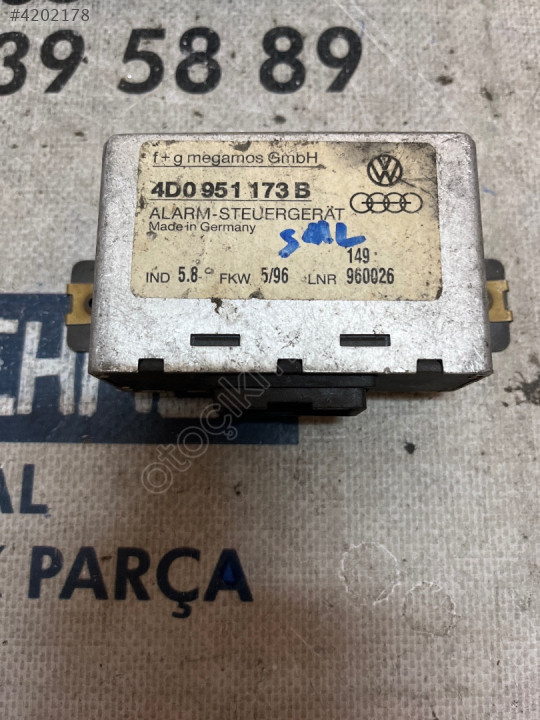 #4202178
39 58 89
f+g megamos GmbH
4D0 951 173 B
ALARM-STEUERGERÄT
Made in Germany
149
IND 5.8 FKW 5/96 LNR 960026
otoçıkma
AL
PARÇA